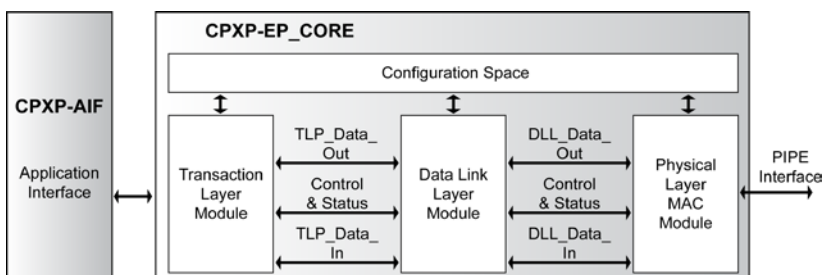 CPXP-EP_CORE
Configuration Space
CPXP-AIF
Application
Interface
Transaction
Layer
Module
TLP_Data_
Out
Control
& Status
TLP_Data_
In
Data Link
Layer
Module
DLL_Data_
Out
Control
& Status
DLL_Data_
In
Physical
Layer
MAC
Module
PIPE
Interface